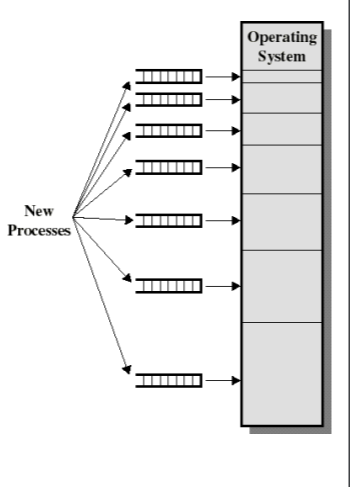 Operating
System
New
Processes